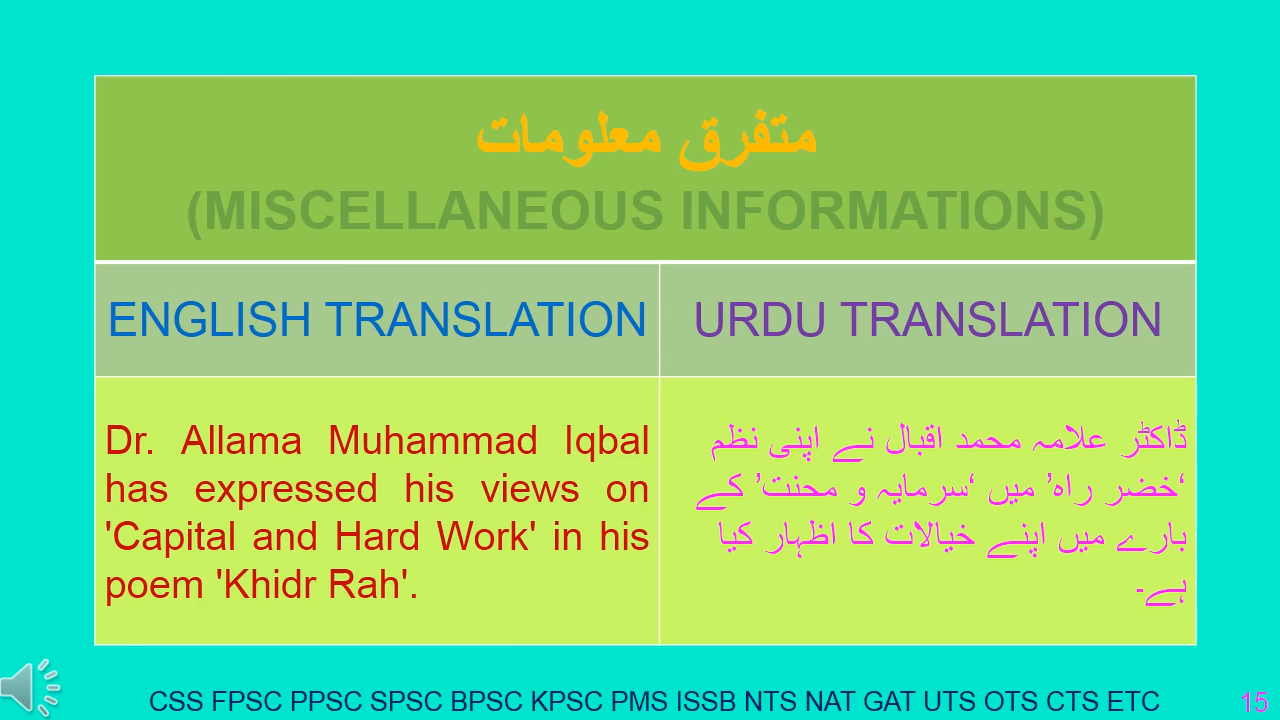 متفرق معلومات
(MISCELLANEOUS INFORMATIONS)
ENGLISH TRANSLATION
URDU TRANSLATION
Dr. Allama Muhammad Iqbal
has expressed his views on
'Capital and Hard Work' in his
poem 'Khidr Rah'.
ڈاکٹر علامہ محمد اقبال نے اپنی نظم
‘خضر راہ’ میں ‘سرمایہ و محنت’ کے
بارے میں اپنے خیالات کا اظہار کیا
ہے۔
CSS FPSC PPSC SPSC BPSC KPSC PMS ISSB NTS NAT GAT UTS OTS CTS ETC
15